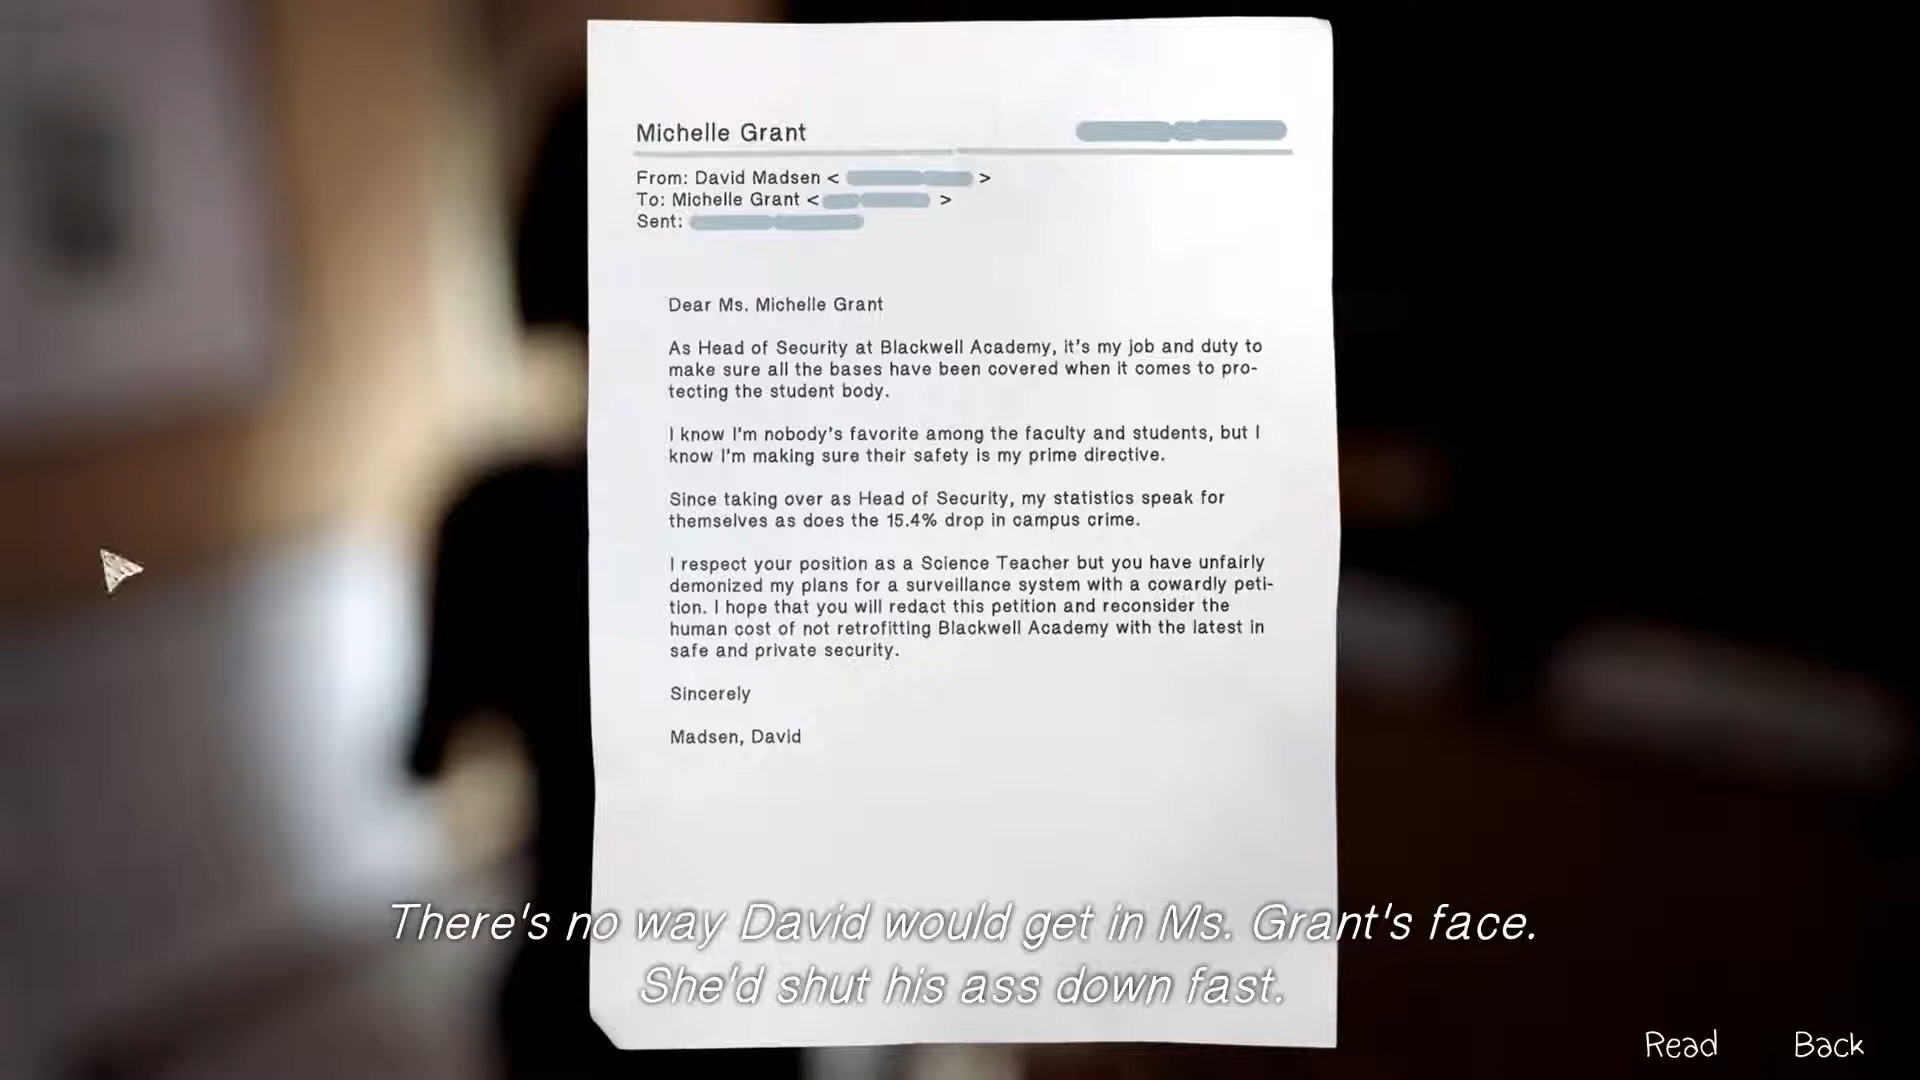 Michelle Grant
From: David Madsen < >
To: Michelle Grant < >
Sent:
Dear Ms. Michelle Grant
As Head of Security at Blackwell Academy, it's my job and duty to
make sure all the bases have been covered when it comes to pro-
tecting the student body.
I know I'm nobody's favorite among the faculty and students, but I
know I'm making sure their safety is my prime directive.
Since taking over as Head of Security, my statistics speak for
themselves as does the 15.4% drop in campus crime.
I respect your position as a Science Teacher but you have unfairly
demonized my plans for a surveillance system with a cowardly peti-
tion. I hope that you will redact this petition and reconsider the
human cost of not retrofitting Blackwell Academy with the latest in
safe and private security.
Sincerely
Madsen, David
There's no way David would get in Ms. Grant's face.
She'd shut his ass down fast.
Read Back